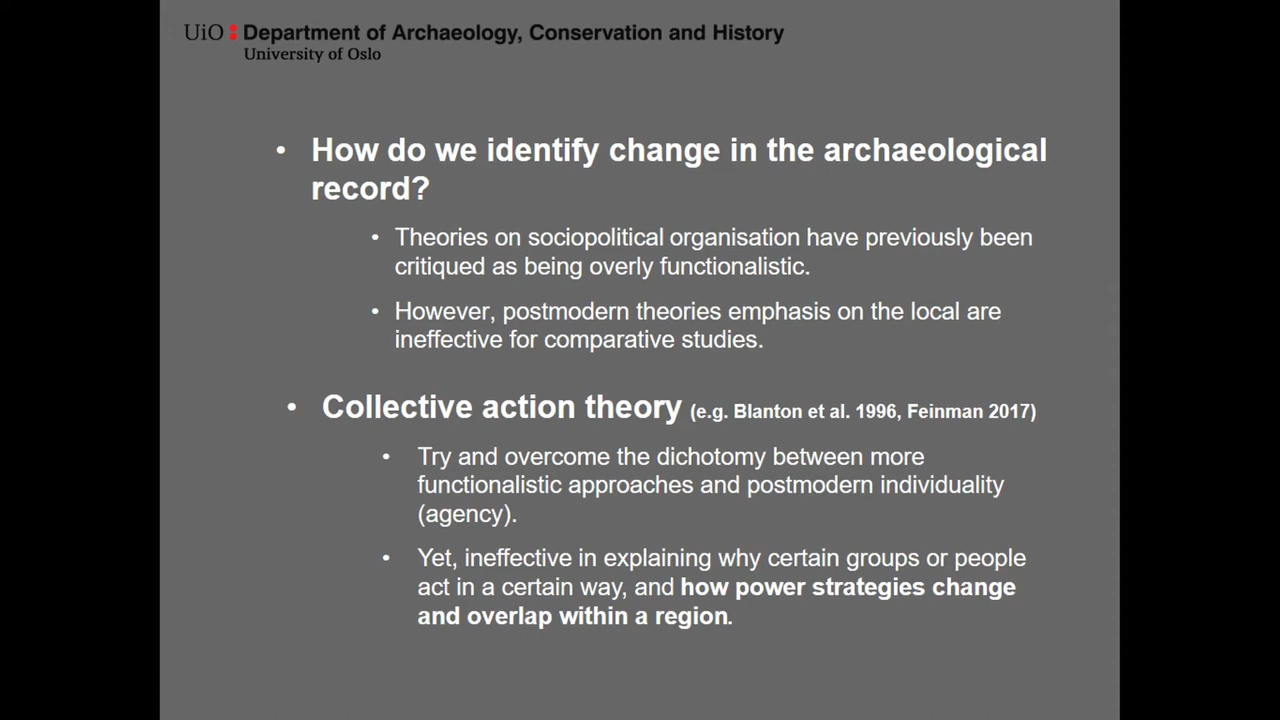 UiO : Department of Archaeology, Conservation and History
University of Oslo
• How do we identify change in the archaeological
record?
• Theories on sociopolitical organisation have previously been
critiqued as being overly functionalistic.
• However, postmodern theories emphasis on the local are
ineffective for comparative studies.
• Collective action theory (e.g. Blanton et al. 1996, Feinman 2017)
• Try and overcome the dichotomy between more
functionalistic approaches and postmodern individuality
(agency).
• Yet, ineffective in explaining why certain groups or people
act in a certain way, and how power strategies change
and overlap within a region.